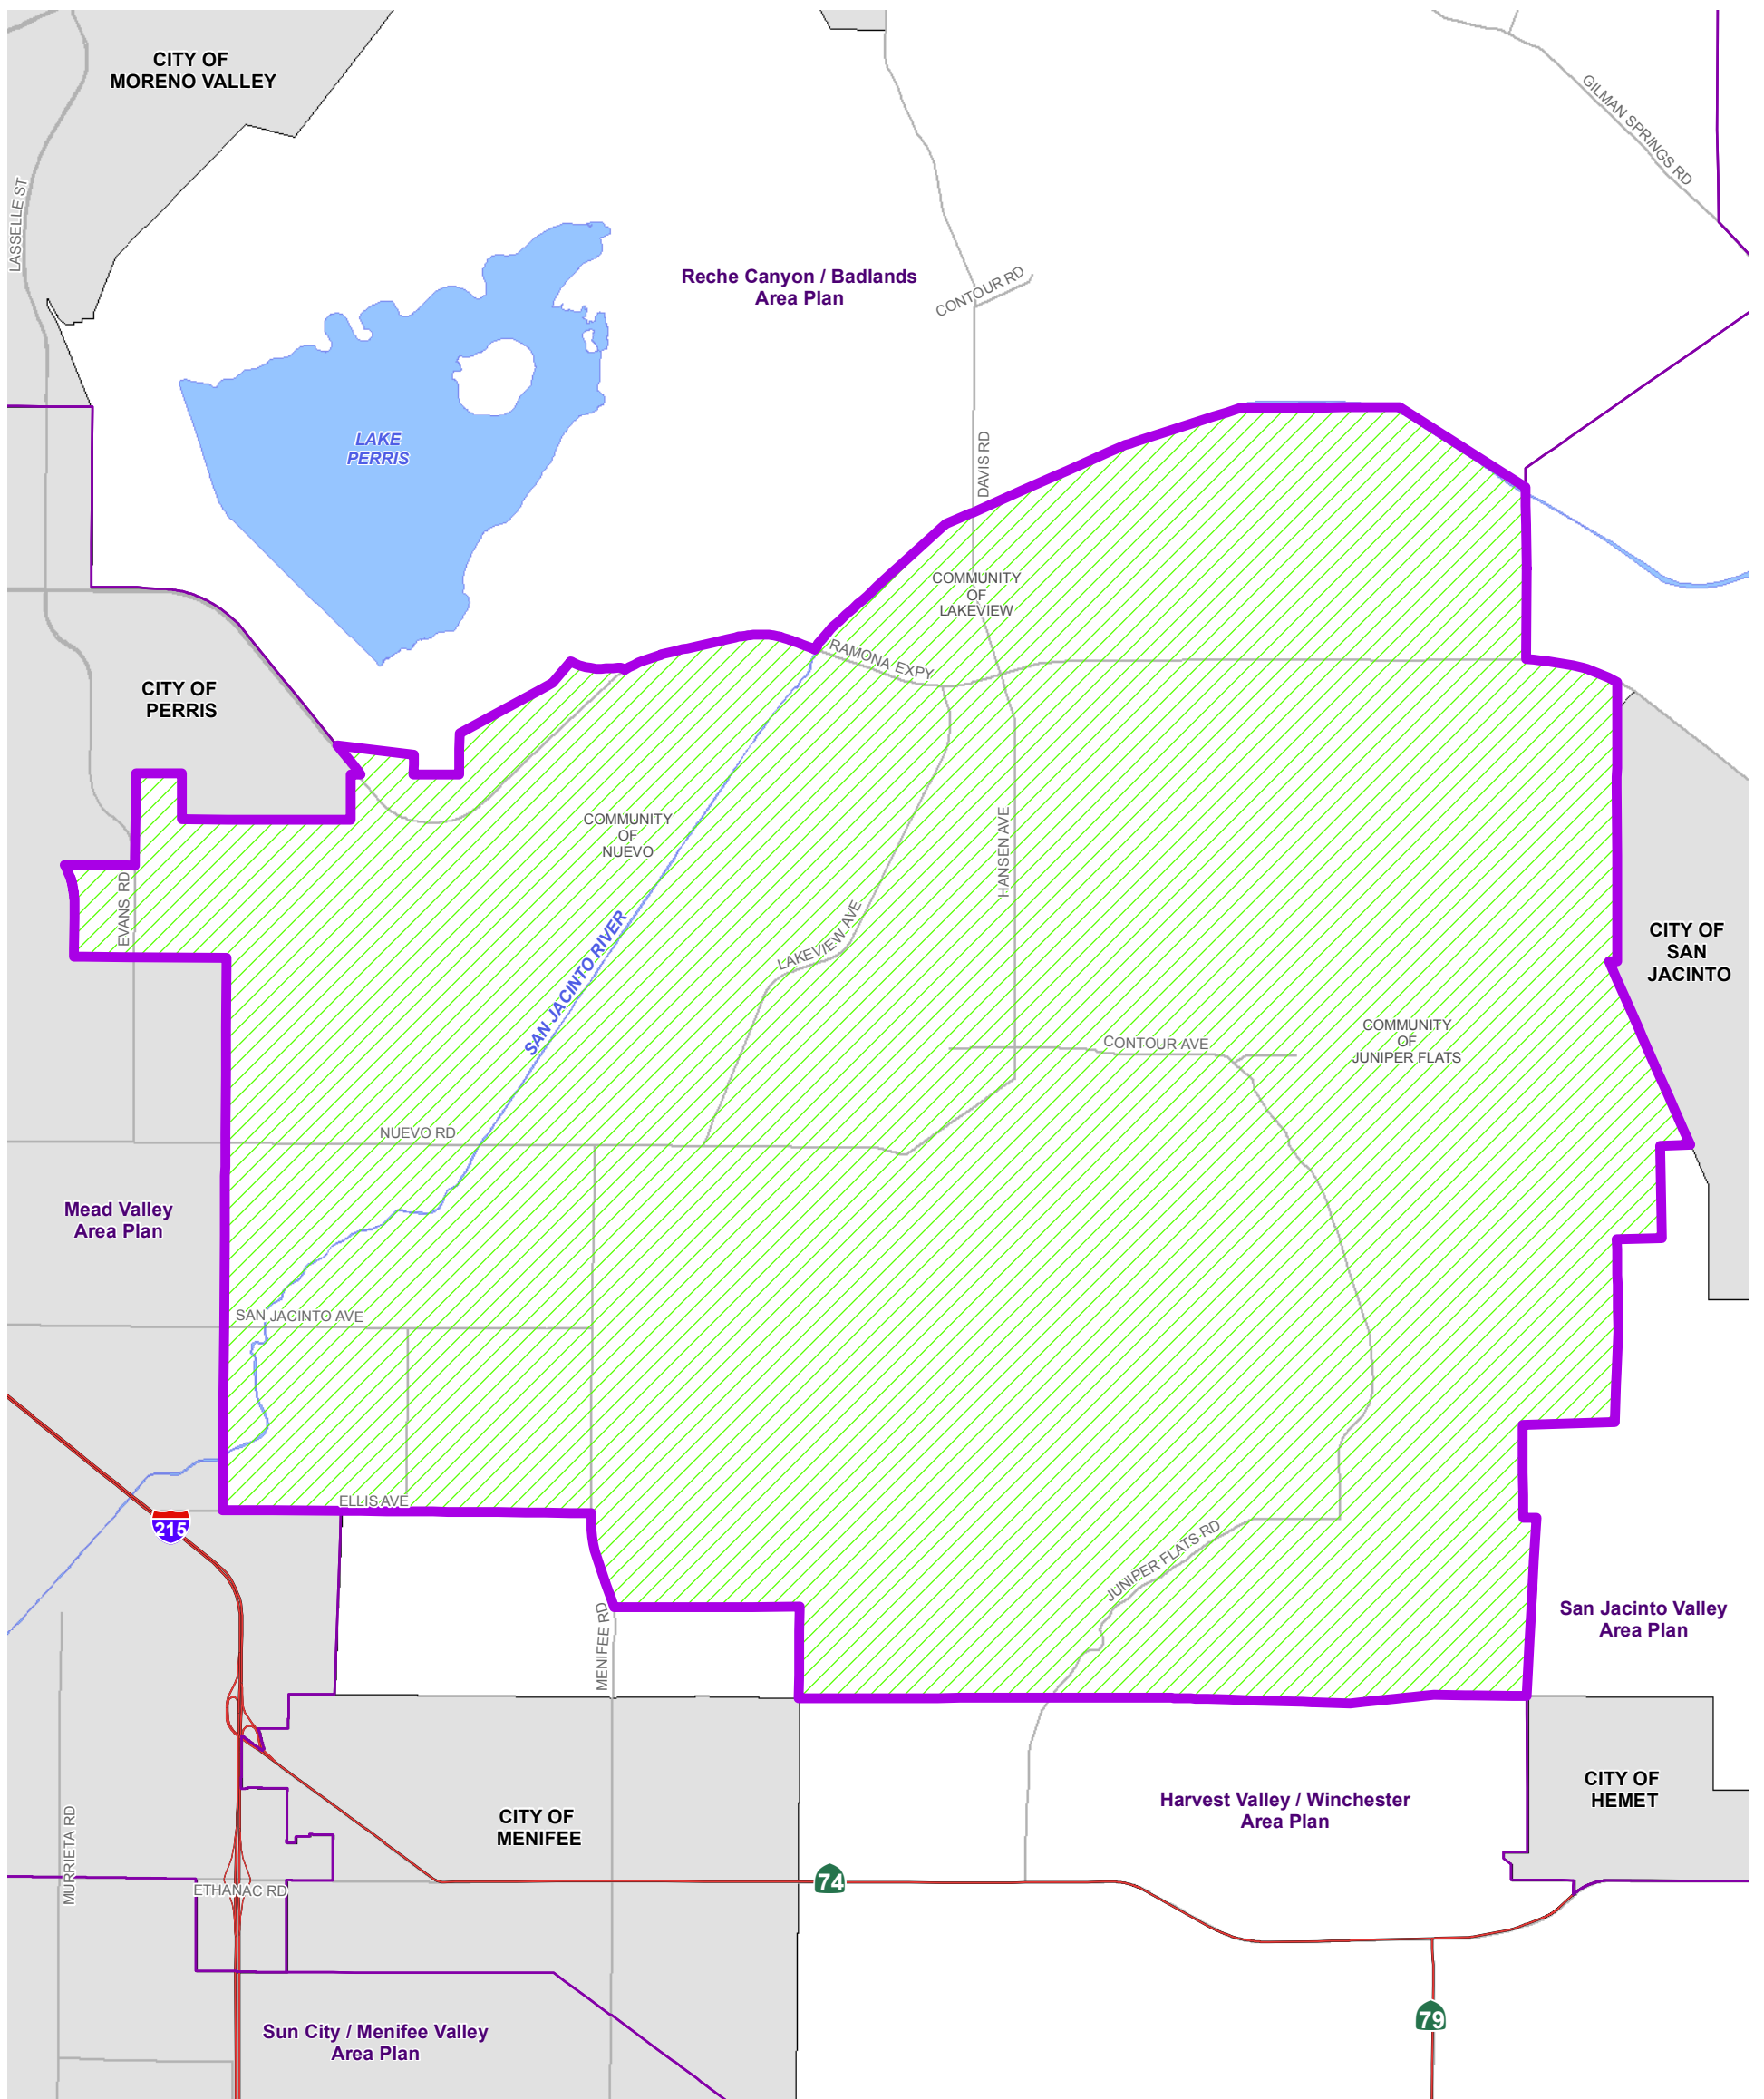 CITY OF
MORENO VALLEY
GILMAN SPRINGS RD
LASSELLE ST
Reche Canyon / Badlands
Area Plan
CONTOUR RD
LAKE
PERRIS
DAVIS RD
COMMUNITY
OF
LAKEVIEW
RAMONA EXPY
CITY OF
PERRIS
COMMUNITY
OF
NUEVO
HANSEN AVE
EVANS RD
LAKEVIEW AVE
SAN JACINTO RIVER
CITY OF
SAN
JACINTO
COMMUNITY
OF
JUNIPER FLATS
CONTOUR AVE
NUEVO RD
Mead Valley
Area Plan
SAN JACINTO AVE
ELLIS AVE
215
JUNIPER FLATS RD
MENIFEE RD
San Jacinto Valley
Area Plan
CITY OF
HEMET
Harvest Valley / Winchester
Area Plan
CITY OF
MENIFEE
MURRIETA RD
ETHANAC RD
74
79
Sun City / Menifee Valley
Area Plan